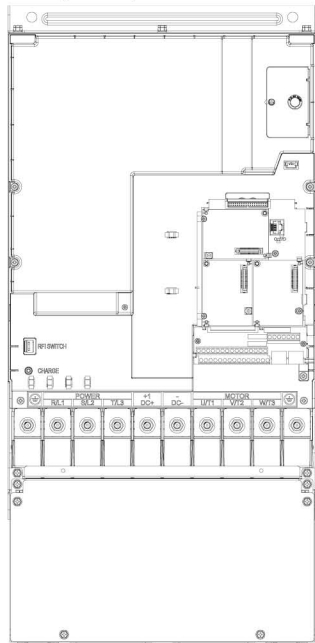 RFI SWITCH
CHARGE
POWER +1 - MOTOR
R/L1 S/L2 T/L3 DC+ DC- U/T1 V/T2 W/T3